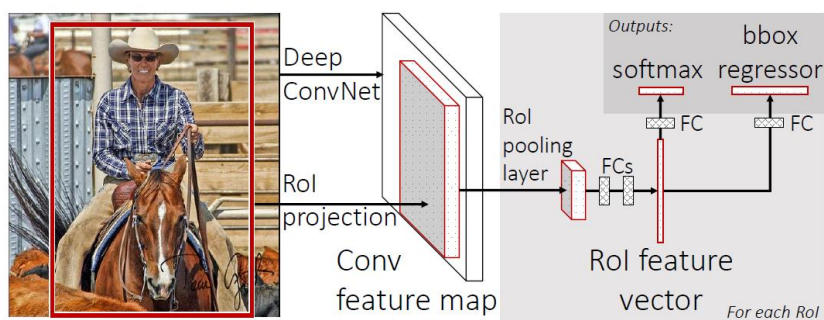 Deep
ConvNet
RoI
projection
Conv
feature map
RoI
pooling
layer
FCs
RoI feature
vector
For each RoI
Outputs:
softmax
bbox
regressor
FC
FC